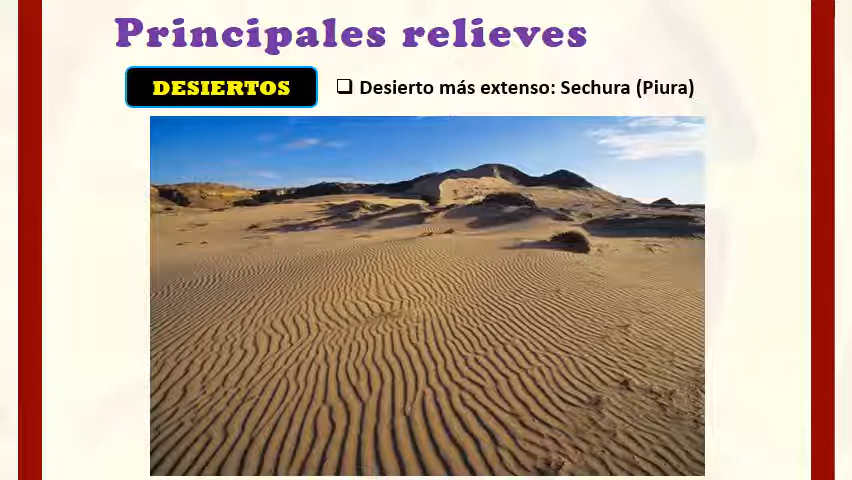 Principales relieves
DESIERTOS
❑ Desierto más extenso: Sechura (Piura)